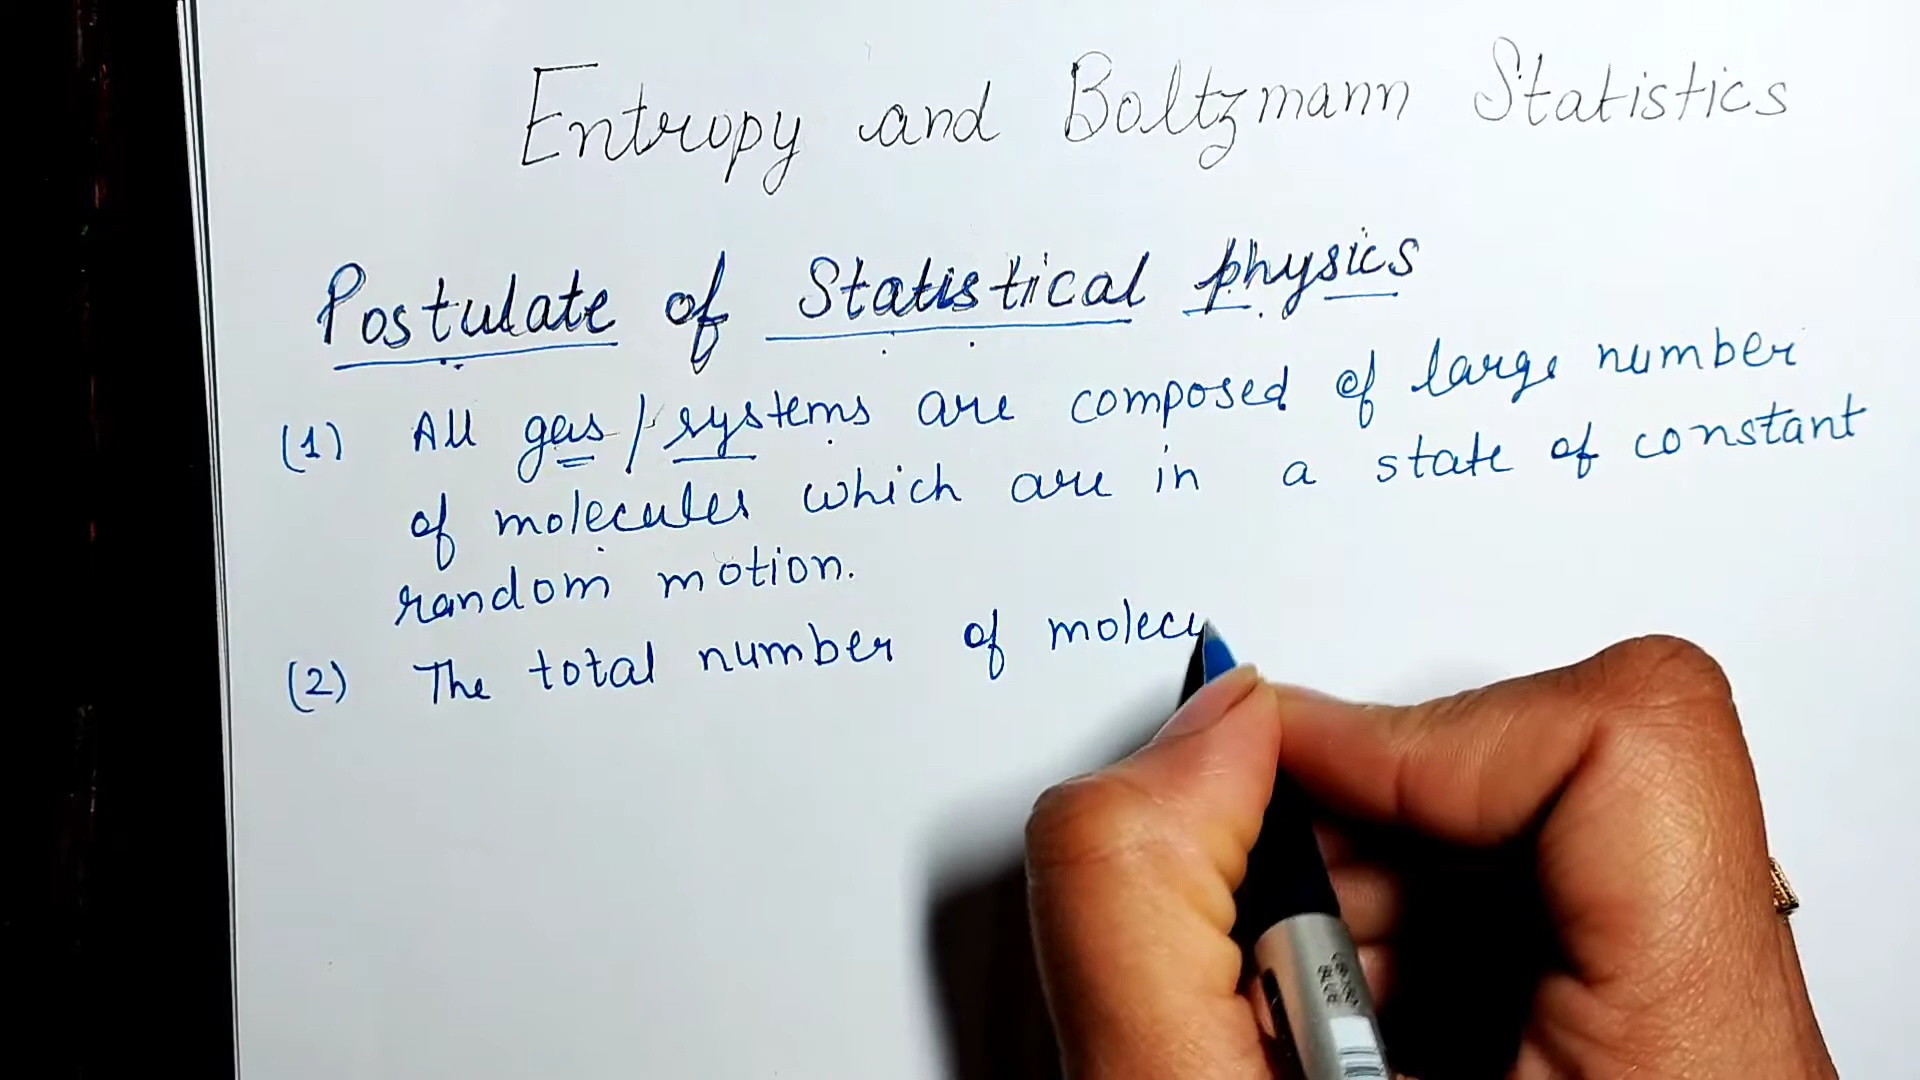 Entropy and Boltzmann Statistics
Postulate of Statistical physics
(1) All gas/systems are composed of large number
of molecules which are in a state of constant
random motion.
(2) The total number of molecu